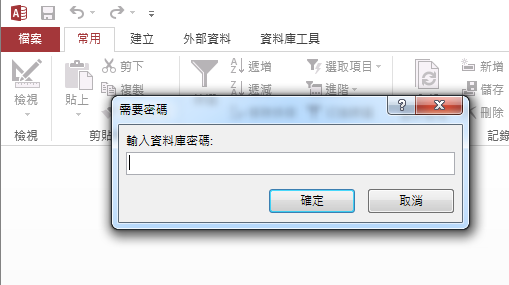 檔案 常用 建立 外部資料 資料庫工具
檢視 貼上 剪下 複製 遞增 遞減 選取項目 進階 新增 儲存 刪除
檢視 剪貼 記錄
需要密碼
輸入資料庫密碼:
確定 取消